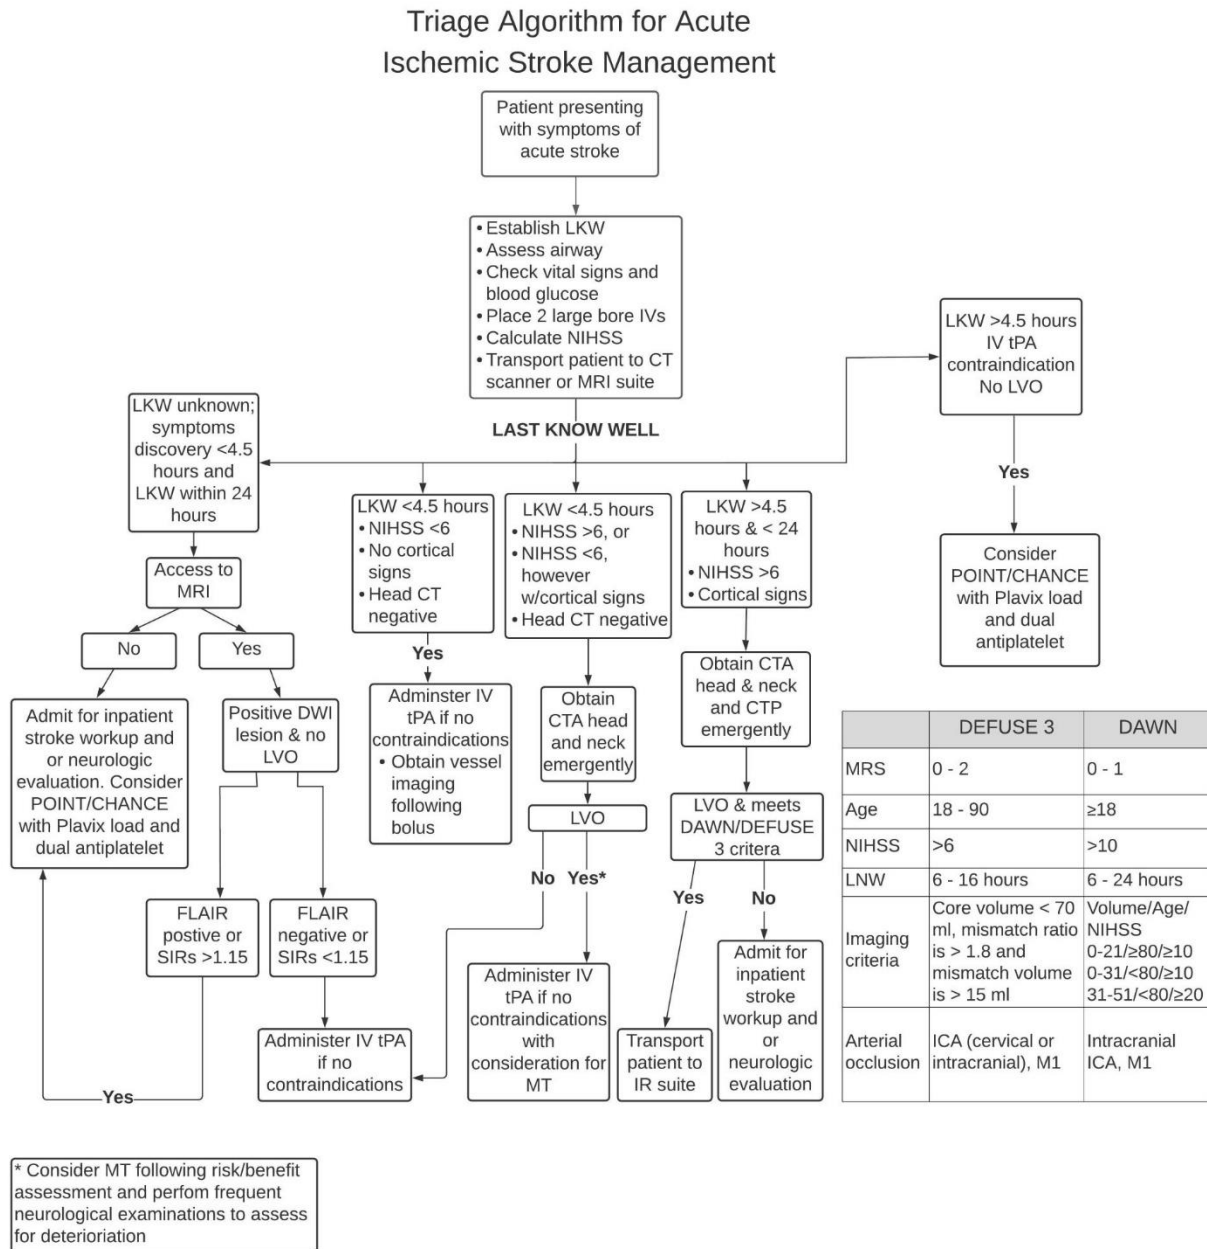 Triage Algorithm for Acute
Ischemic Stroke Management
Patient presenting
with symptoms of
acute stroke
• Establish LKW
• Assess airway
• Check vital signs and
blood glucose
• Place 2 large bore IVs
• Calculate NIHSS
• Transport patient to CT
scanner or MRI suite
LAST KNOW WELL
LKW unknown;
symptoms
discovery <4.5
hours and
LKW within 24
hours
Access to
MRI
No
Yes
Admit for inpatient
stroke workup and
or neurologic
evaluation. Consider
POINT/CHANCE
with Plavix load and
dual antiplatelet
Positive DWI
lesion & no
LVO
FLAIR
postive or
SIRs >1.15
FLAIR
negative or
SIRs <1.15
Yes
Administer IV tPA
if no
contraindications
LKW <4.5 hours
• NIHSS <6
• No cortical
signs
• Head CT
negative
Yes
Adminster IV
tPA if no
contraindications
• Obtain vessel
imaging
following
bolus
LKW <4.5 hours
• NIHSS >6, or
• NIHSS <6,
however
w/cortical signs
• Head CT negative
Obtain
CTA head
and neck
emergently
LVO
No
Yes*
Administer IV
tPA if no
contraindications
with
consideration for
MT
LKW >4.5
hours & < 24
hours
• NIHSS >6
• Cortical signs
Obtain CTA
head & neck
and CTP
emergently
LVO & meets
DAWN/DEFUSE
3 critera
Yes
No
Transport
patient to
IR suite
Admit for
inpatient
stroke
workup and
or
neurologic
evaluation
LKW >4.5 hours
IV tPA
contraindication
No LVO
Yes
Consider
POINT/CHANCE
with Plavix load
and dual
antiplatelet
DEFUSE 3 DAWN
MRS 0 - 2 0 - 1
Age 18 - 90 ≥18
NIHSS >6 >10
LNW 6 - 16 hours 6 - 24 hours
Imaging
criteria
Core volume < 70
ml, mismatch ratio
is > 1.8 and
mismatch volume
is > 15 ml
Volume/Age/
NIHSS
0-21/≥80/≥10
0-31/<80/≥10
31-51/<80/≥20
Arterial
occlusion
ICA (cervical or
intracranial), M1
Intracranial
ICA, M1
* Consider MT following risk/benefit
assessment and perfom frequent
neurological examinations to assess
for deterioriation